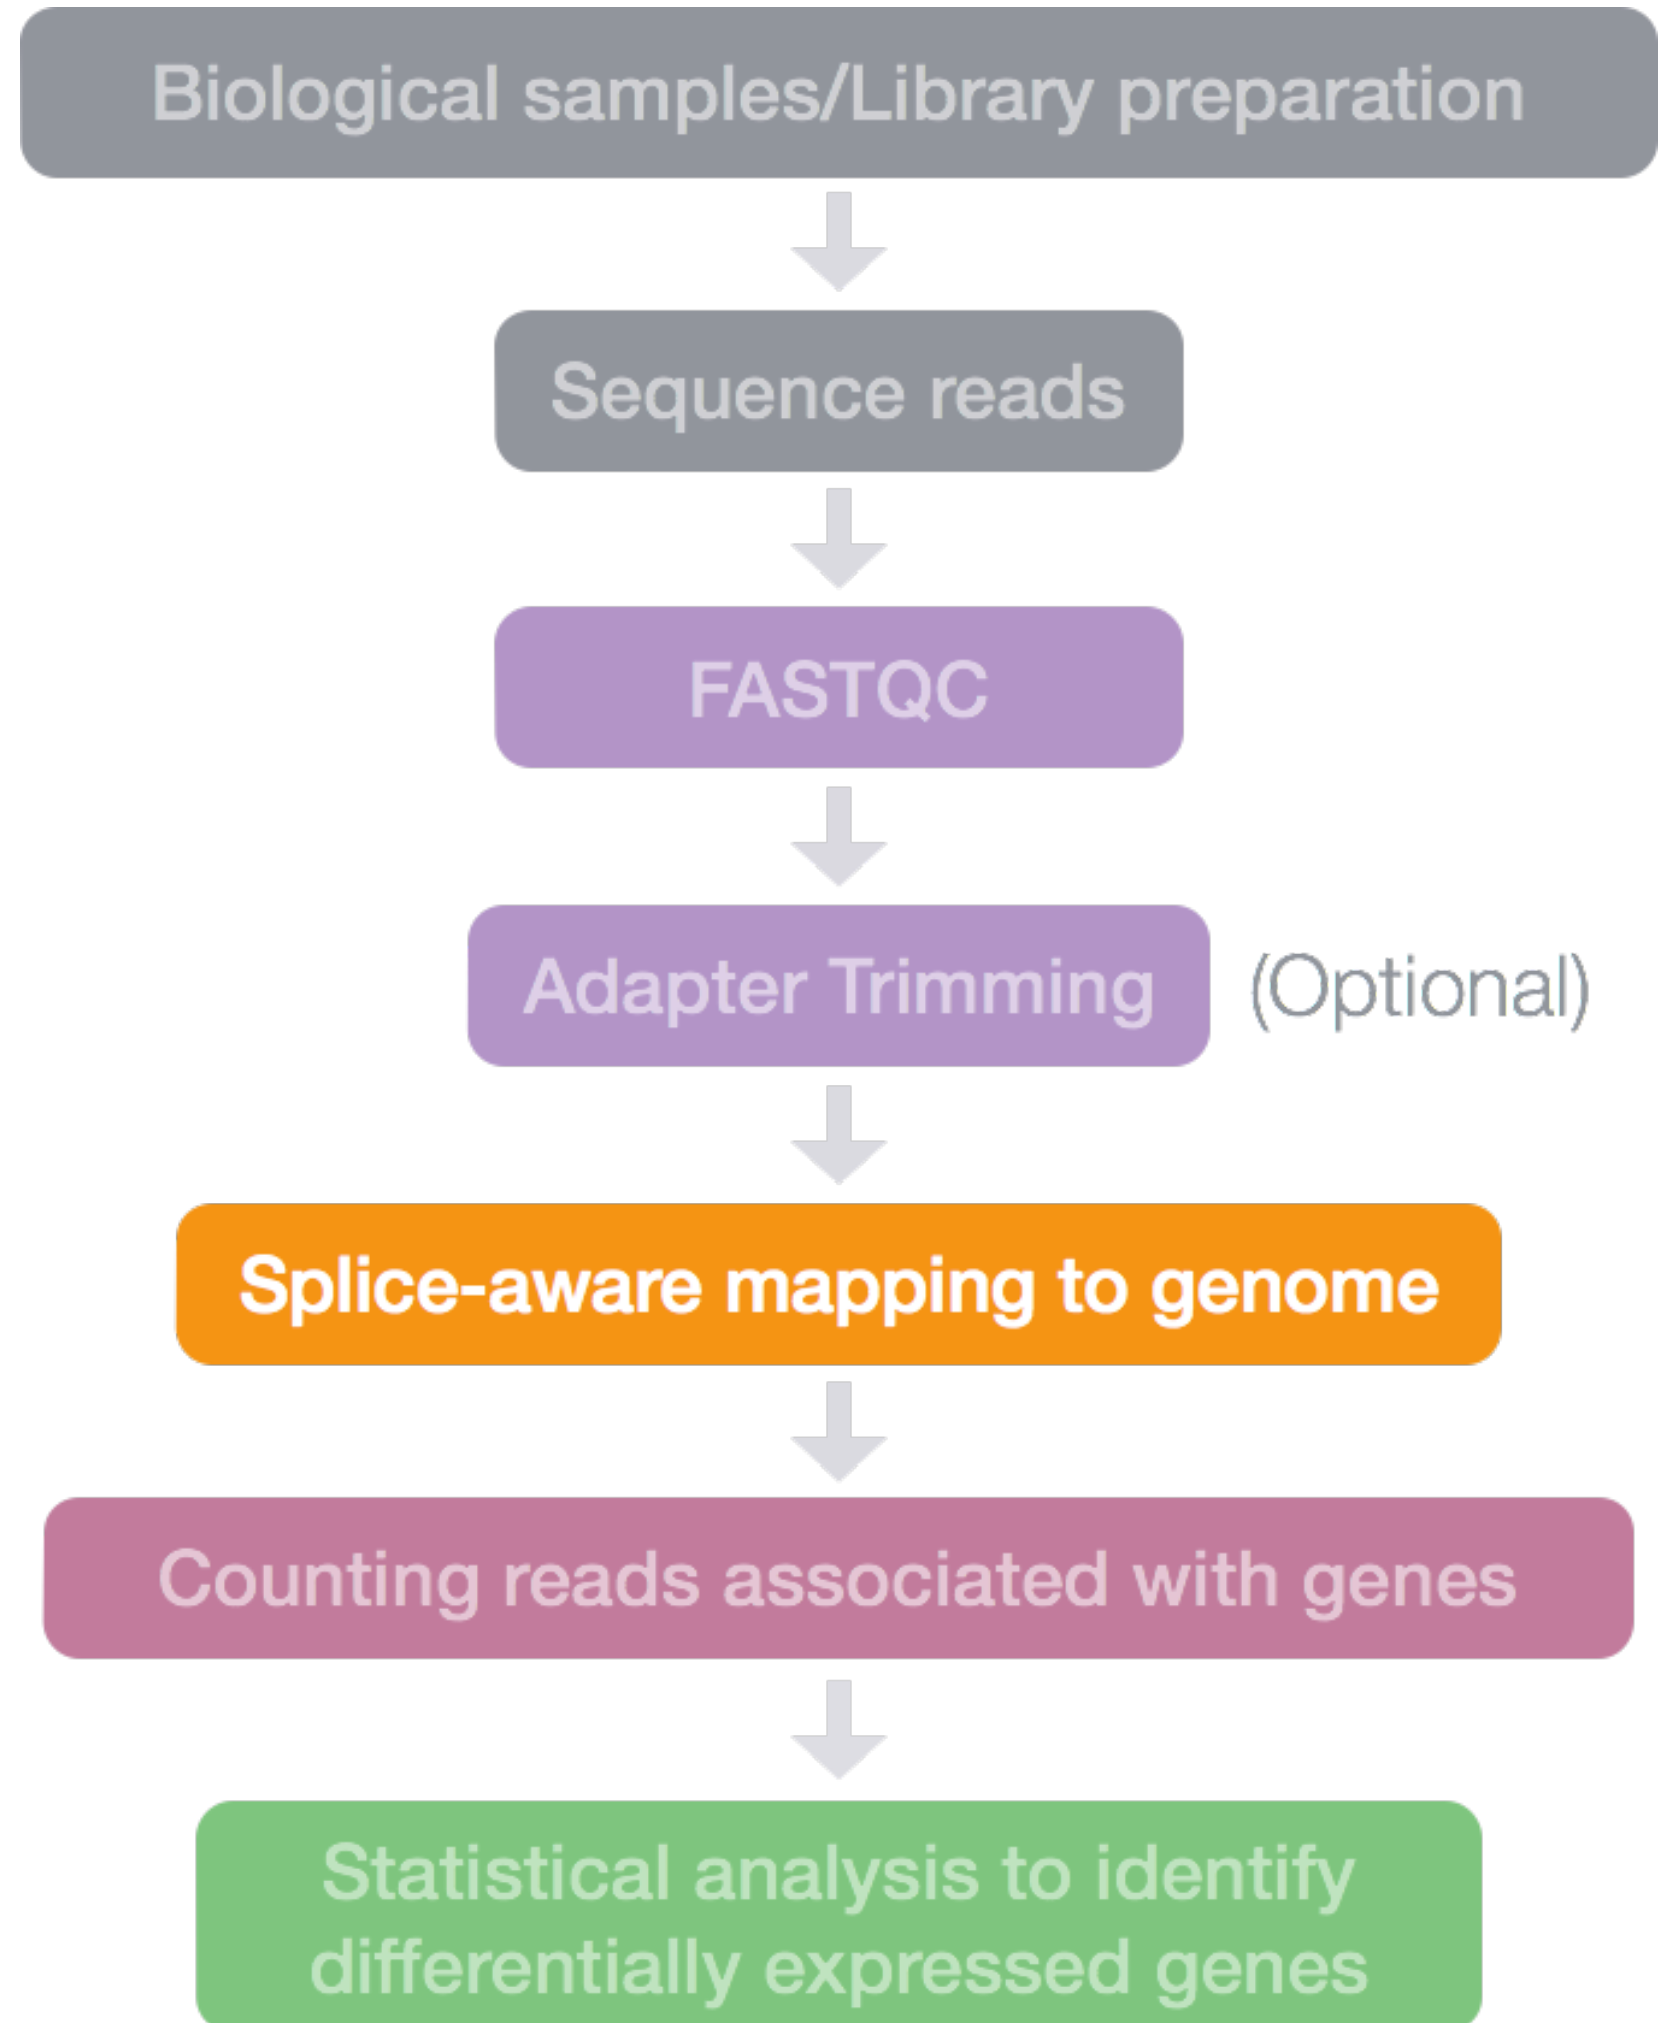 Biological samples/Library preparation
Sequence reads
FASTQC
Adapter Trimming (Optional)
Splice-aware mapping to genome
Counting reads associated with genes
Statistical analysis to identify
differentially expressed genes